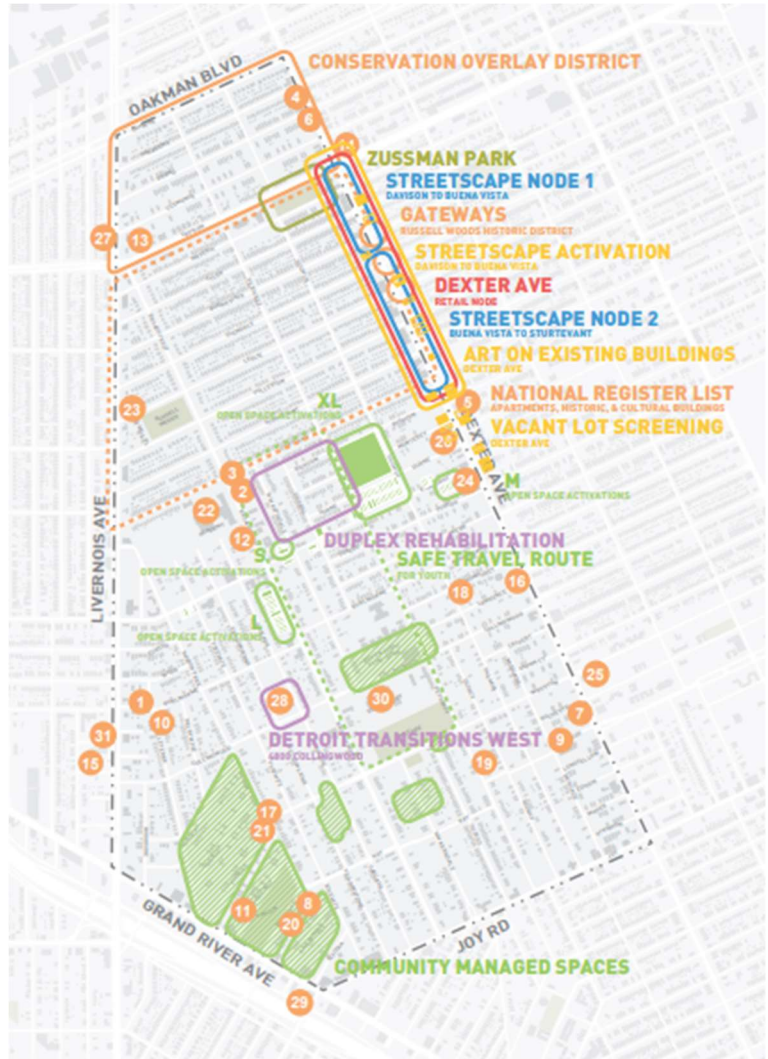 OAKMAN BLVD
CONSERVATION OVERLAY DISTRICT
4
6
ZUSSMAN PARK
STREETSCAPE NODE 1
DAVISON TO BUENA VISTA
GATEWAYS
RUSSELL WOODS HISTORIC DISTRICT
27
13
STREETSCAPE ACTIVATION
DAVISON TO BUENA VISTA
DEXTER AVE
RETAIL NODE
STREETSCAPE NODE 2
BUENA VISTA TO STURTEVANT
ART ON EXISTING BUILDINGS
DEXTER AVE
NATIONAL REGISTER LIST
APARTMENTS, HISTORIC, & CULTURAL BUILDINGS
5
XL
OPEN SPACE ACTIVATIONS
23
VACANT LOT SCREENING
DEXTER AVE
DEXTER AVE
3
2
24
M
OPEN SPACE ACTIVATIONS
22
LIVERNOIS AVE
12
DUPLEX REHABILITATION
S
OPEN SPACE ACTIVATIONS
SAFE TRAVEL ROUTE
FOR YOUTH
16
18
L
OPEN SPACE ACTIVATIONS
25
1
28
30
10
7
31
DETROIT TRANSITIONS WEST
4800 COLLINGWOOD
9
15
19
17
21
8
11
20
GRAND RIVER AVE
JOY RD
COMMUNITY MANAGED SPACES
29